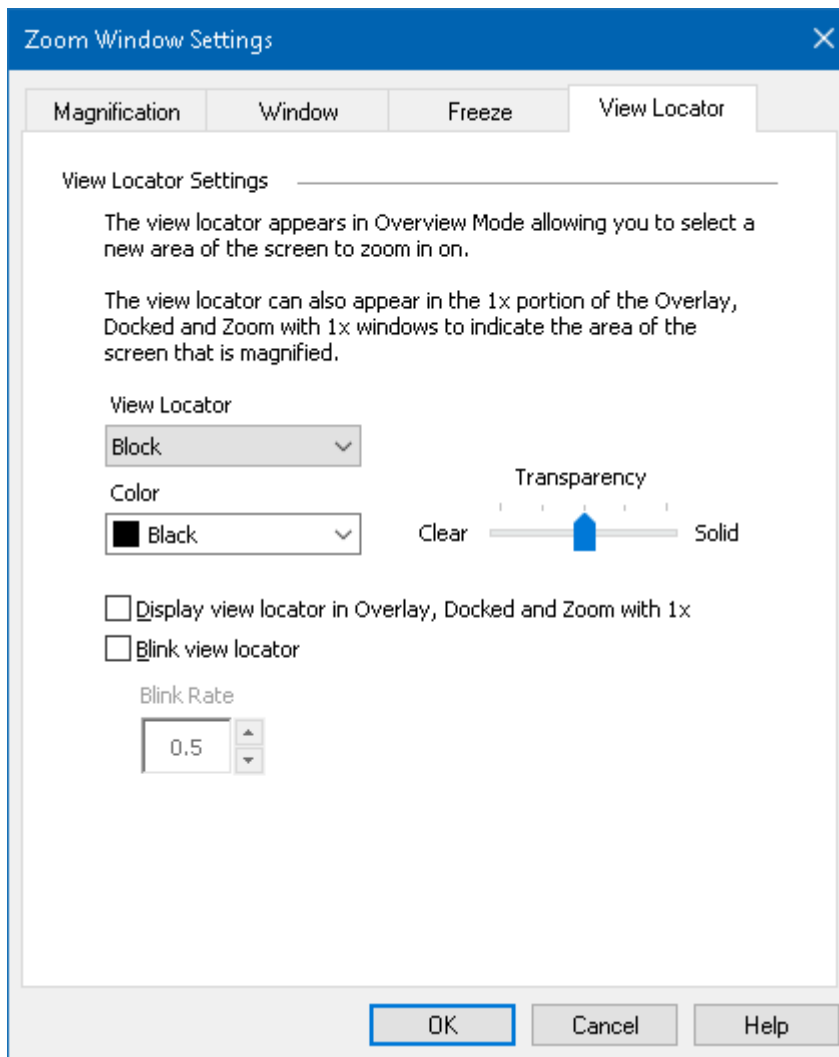 Zoom Window Settings
Magnification
Window
Freeze
View Locator
View Locator Settings
The view locator appears in Overview Mode allowing you to select a
new area of the screen to zoom in on.
The view locator can also appear in the 1x portion of the Overlay,
Docked and Zoom with 1x windows to indicate the area of the
screen that is magnified.
View Locator
Block
Color
Black
Transparency
Clear
Solid
Display view locator in Overlay, Docked and Zoom with 1x
Blink view locator
Blink Rate
0.5
OK
Cancel
Help